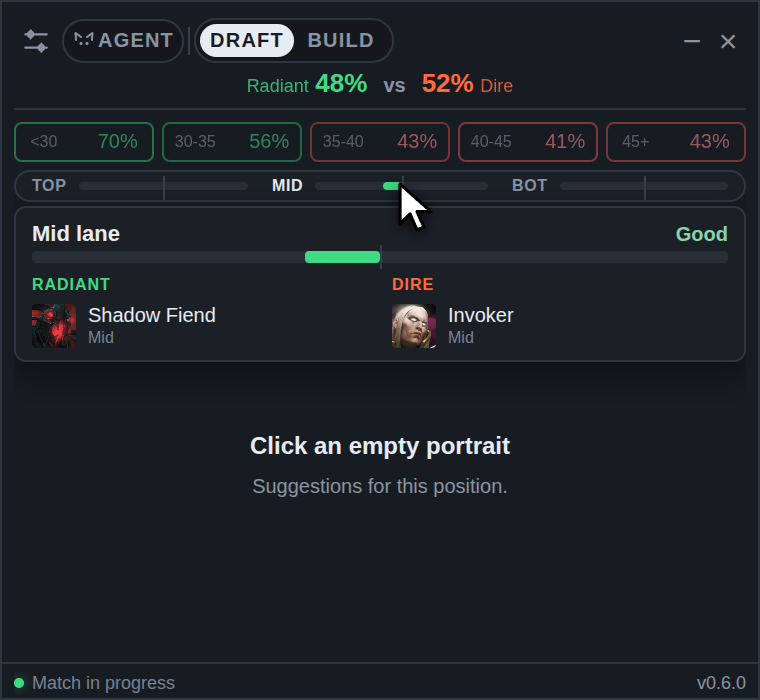 AGENT DRAFT BUILD
Radiant 48% vs 52% Dire
<30 70% 30-35 56% 35-40 43% 40-45 41% 45+ 43%
TOP MID BOT
Mid lane Good
RADIANT DIRE
Shadow Fiend Invoker
Mid Mid
Click an empty portrait
Suggestions for this position.
Match in progress v0.6.0